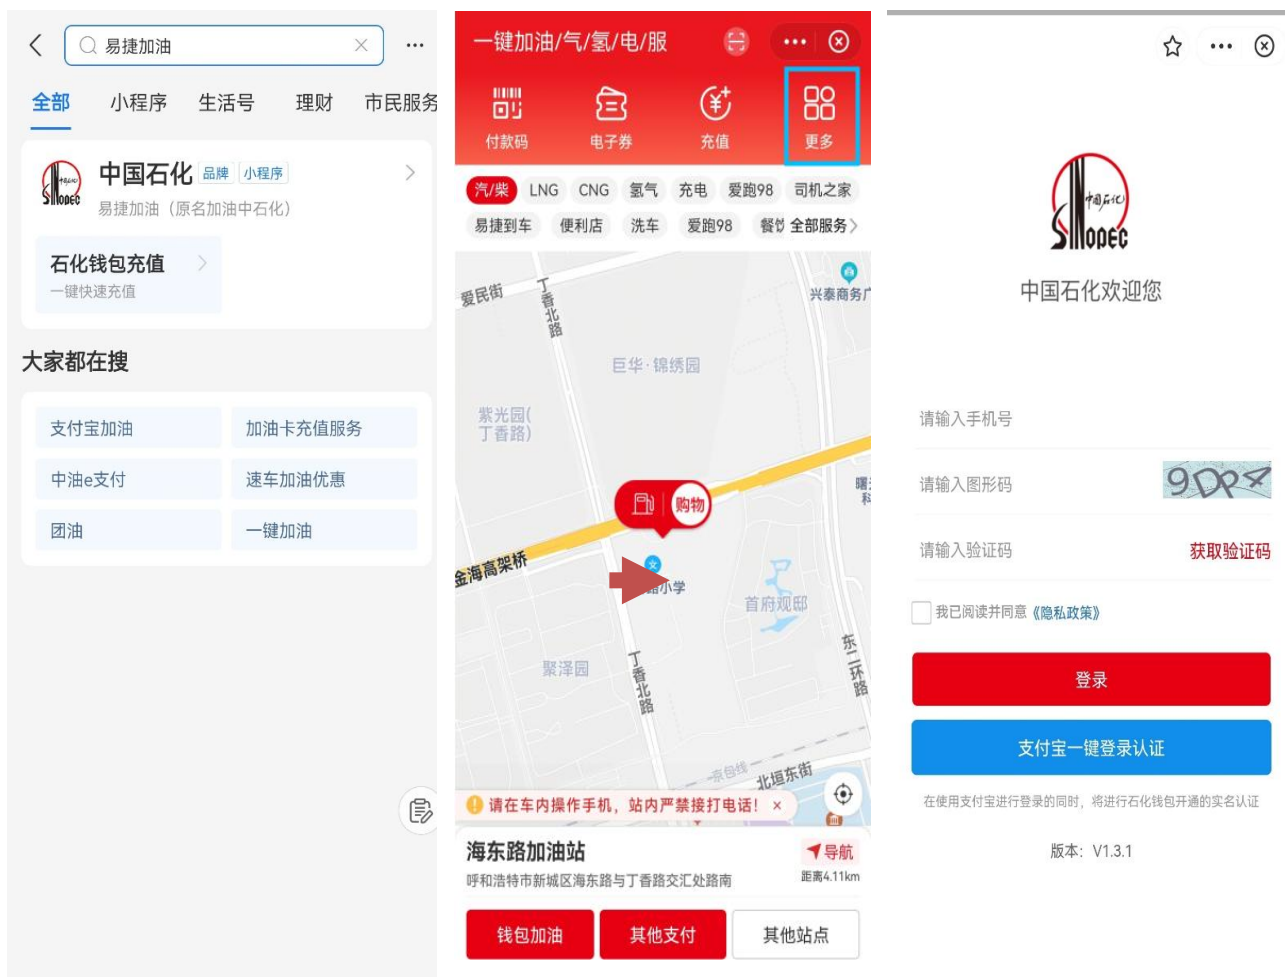 易捷加油
全部 小程序 生活号 理财 市民服务
中国石化 品牌 小程序
易捷加油（原名加油中石化）
石化钱包充值
一键快速充值
大家都在搜
支付宝加油 加油卡充值服务
中油e支付 速车加油优惠
团油 一键加油
一键加油/气/氢/电/服
付款码 电子券 充值 更多
汽/柴 LNG CNG 氢气 充电 爱跑98 司机之家
易捷到车 便利店 洗车 爱跑98 餐饮 全部服务
爱民街
丁香北路
兴泰商务广
巨华·锦绣园
紫光园(
丁香路)
购物
金海高架桥
路小学
首府观邸
东二环路
聚泽园
丁香北路
京包线
北垣东街
请在车内操作手机，站内严禁接打电话！ ×
海东路加油站
导航
呼和浩特市新城区海东路与丁香路交汇处路南
距离4.11km
钱包加油 其他支付 其他站点
中国石化
SINOPEC
中国石化欢迎您
请输入手机号
请输入图形码 9DP4
请输入验证码 获取验证码
我已阅读并同意《隐私政策》
登录
支付宝一键登录认证
在使用支付宝进行登录的同时，将进行石化钱包开通的实名认证
版本：V1.3.1